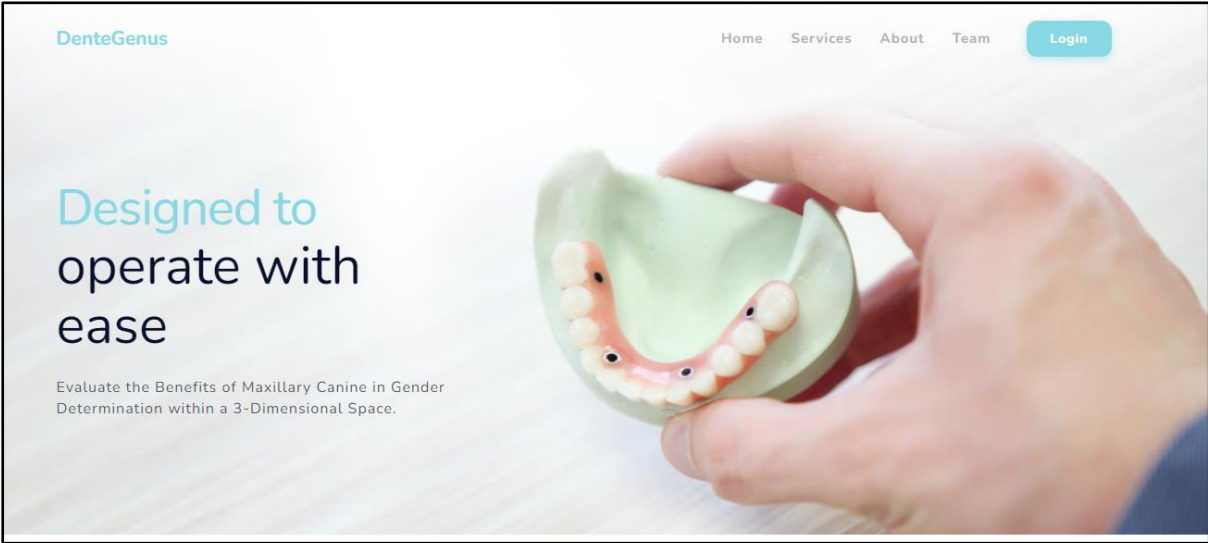 DenteGenus
Home Services About Team Login
Designed to
operate with
ease
Evaluate the Benefits of Maxillary Canine in Gender
Determination within a 3-Dimensional Space.